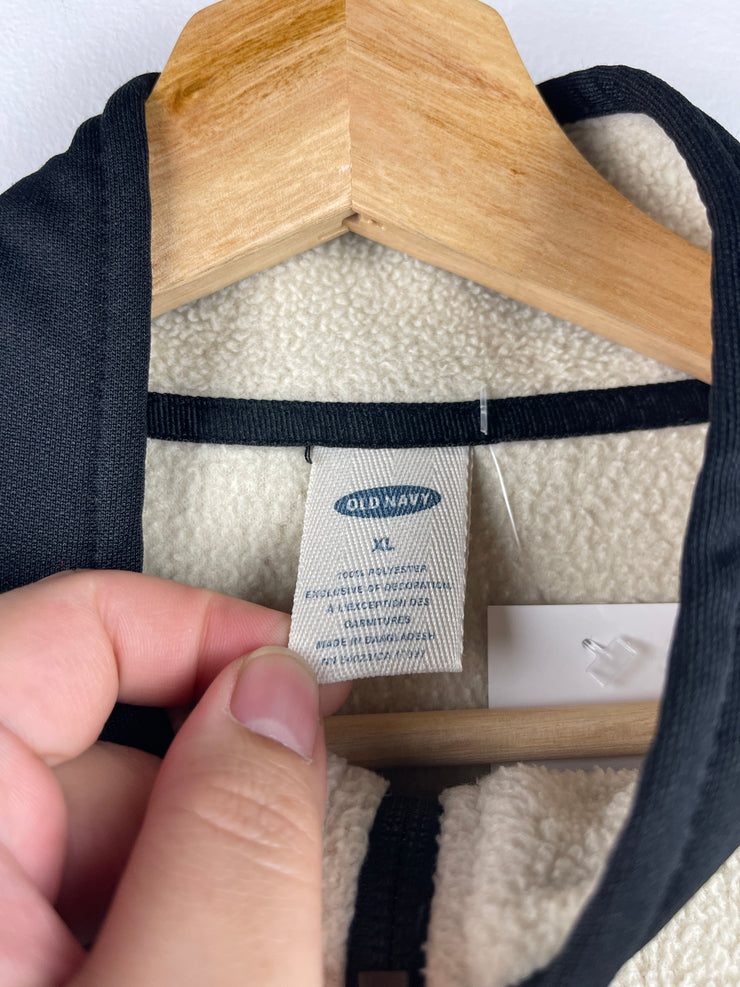 OLD NAVY
XL
100% POLYESTER
EXCLUSIVE OF DECORATION
À L'EXCEPTION DES
GARNITURES
MADE IN BANGLADESH